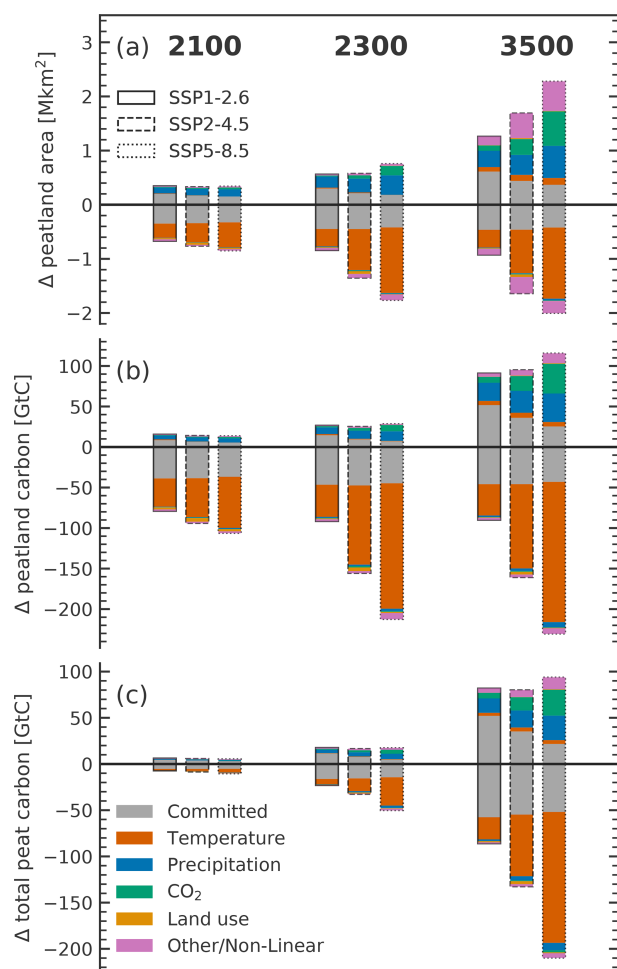 (a) 2100 2300 3500
SSP1-2.6
SSP2-4.5
SSP5-8.5
Δ peatland area [Mkm²]
3
2
1
0
−1
−2
(b)
Δ peatland carbon [GtC]
100
50
0
−50
−100
−150
−200
(c)
Δ total peat carbon [GtC]
100
50
0
−50
−100
−150
−200
Committed
Temperature
Precipitation
CO₂
Land use
Other/Non-Linear